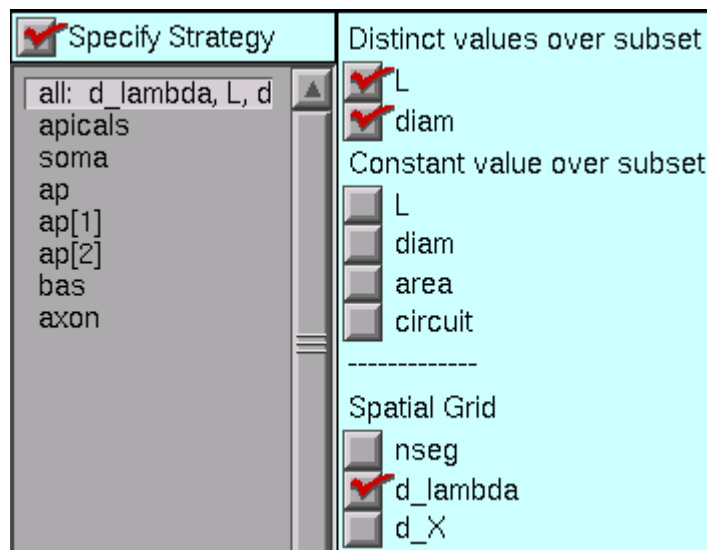 Specify Strategy
all: d_lambda, L, d
apicals
soma
ap
ap[1]
ap[2]
bas
axon
Distinct values over subset
L
diam
Constant value over subset
L
diam
area
circuit
-------------
Spatial Grid
nseg
d_lambda
d_X